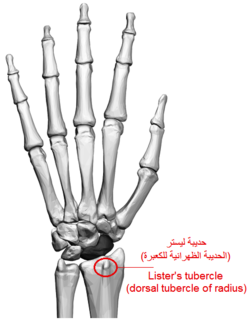 حديبة ليستر
(الحديبة الظهرانية للكعبرة)
Lister's tubercle
(dorsal tubercle of radius)